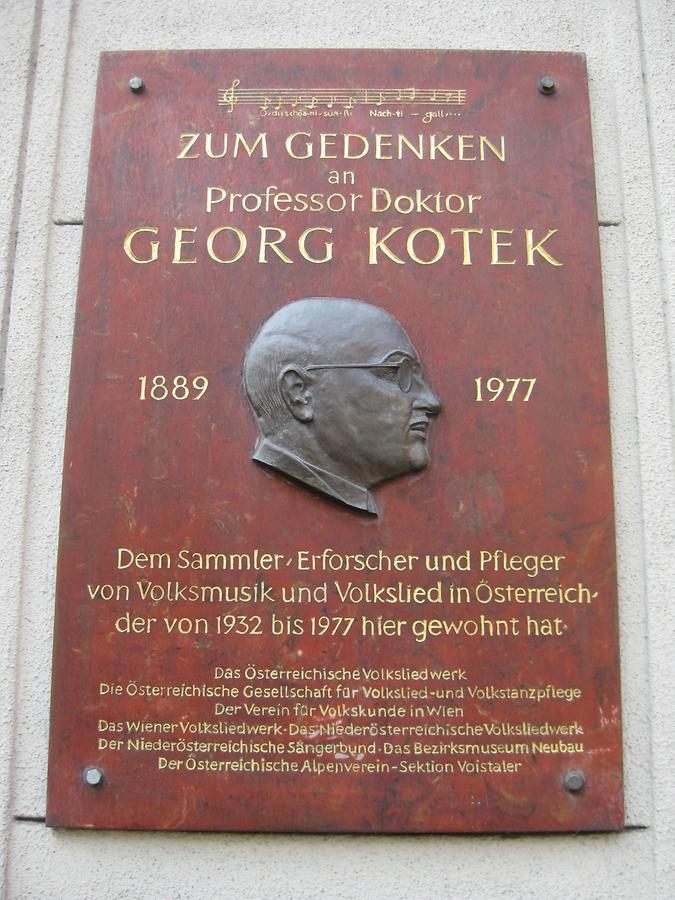 Nach-ti – gall,...
ZUM GEDENKEN
an
Professor Doktor
GEORG KOTEK
1889 1977
Dem Sammler, Erforscher und Pfleger
von Volksmusik und Volkslied in Österreich,
der von 1932 bis 1977 hier gewohnt hat.
Das Österreichische Volksliedwerk
Die Österreichische Gesellschaft für Volkslied-und Volkstanzpflege
Der Verein für Volkskunde in Wien
Das Wiener Volksliedwerk · Das Niederösterreichische Volksliedwerk
Der Niederösterreichische Sängerbund · Das Bezirksmuseum Neubau
Der Österreichische Alpenverein – Sektion Voistaler